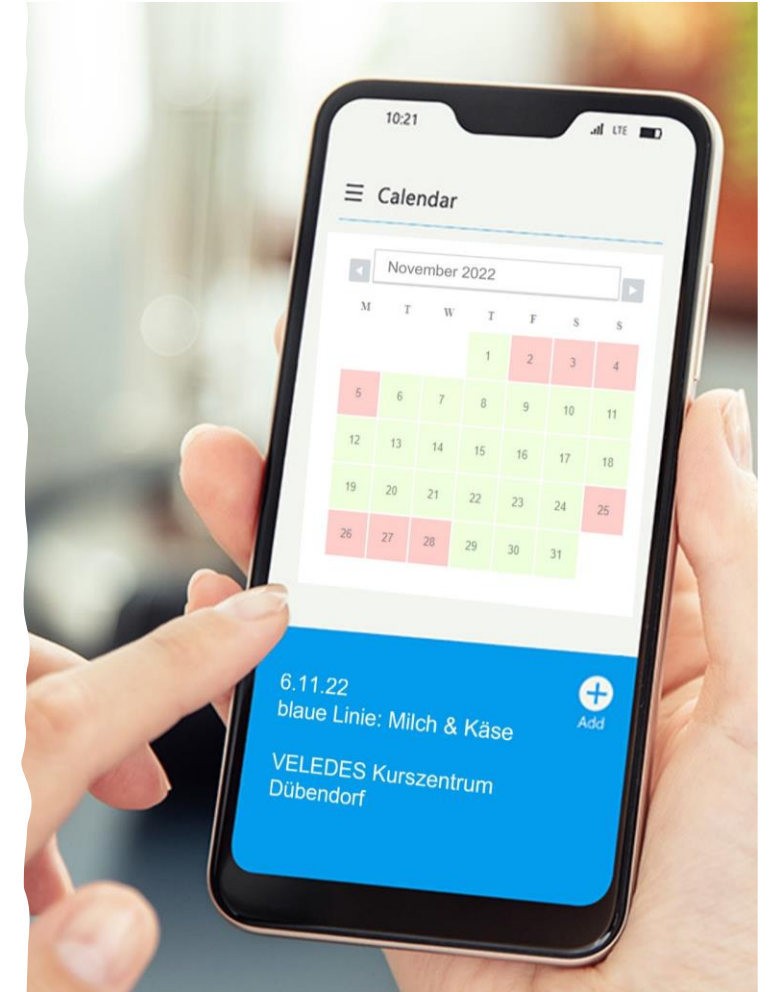 10:21 LTE
Calendar
November 2022
M T W T F S S
1 2 3 4
5 6 7 8 9 10 11
12 13 14 15 16 17 18
19 20 21 22 23 24 25
26 27 28 29 30 31
6.11.22
blaue Linie: Milch & Käse
Add
VELEDES Kurszentrum
Dübendorf